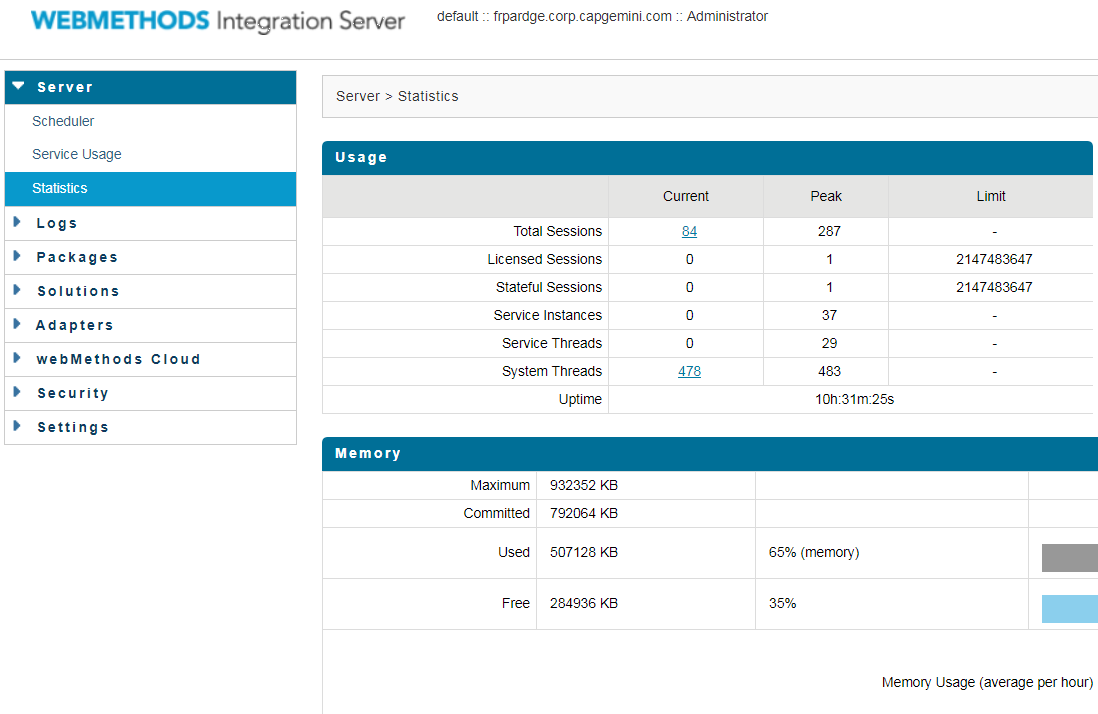 WEBMETHODS Integration Server
default :: frpardge.corp.capgemini.com :: Administrator
Server
Scheduler
Service Usage
Statistics
Logs
Packages
Solutions
Adapters
webMethods Cloud
Security
Settings
Server > Statistics
Usage
Current Peak Limit
Total Sessions 84 287 -
Licensed Sessions 0 1 2147483647
Stateful Sessions 0 1 2147483647
Service Instances 0 37 -
Service Threads 0 29 -
System Threads 478 483 -
Uptime 10h:31m:25s
Memory
Maximum 932352 KB
Committed 792064 KB
Used 507128 KB 65% (memory)
Free 284936 KB 35%
Memory Usage (average per hour)